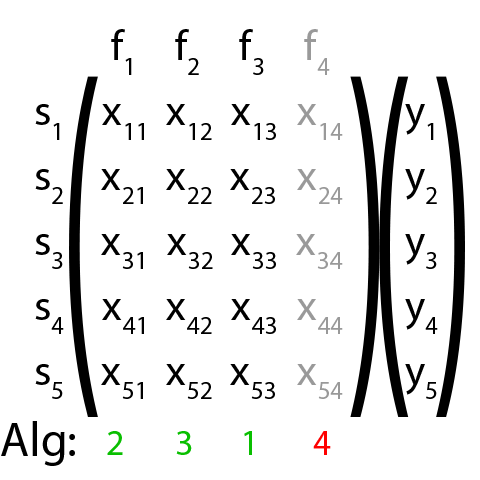 f1 f2 f3 f4
s1 x11 x12 x13 x14 y1
s2 x21 x22 x23 x24 y2
s3 x31 x32 x33 x34 y3
s4 x41 x42 x43 x44 y4
s5 x51 x52 x53 x54 y5
Alg: 2 3 1 4